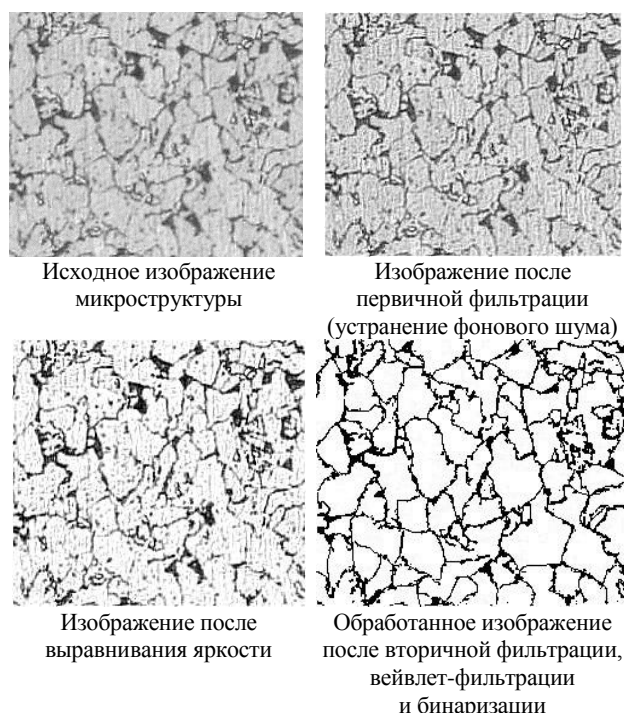 Исходное изображение
микроструктуры
Изображение после
первичной фильтрации
(устранение фонового шума)
Изображение после
выравнивания яркости
Обработанное изображение
после вторичной фильтрации,
вейвлет-фильтрации
и бинаризации